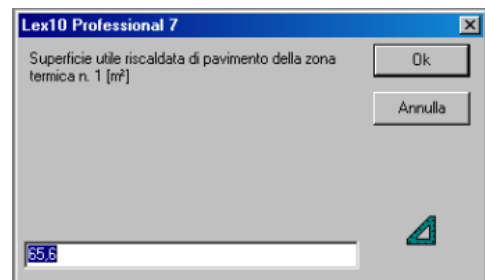 Lex10 Professional 7
Superficie utile riscaldata di pavimento della zona
termica n. 1 [m²]
Ok
Annulla
65,6